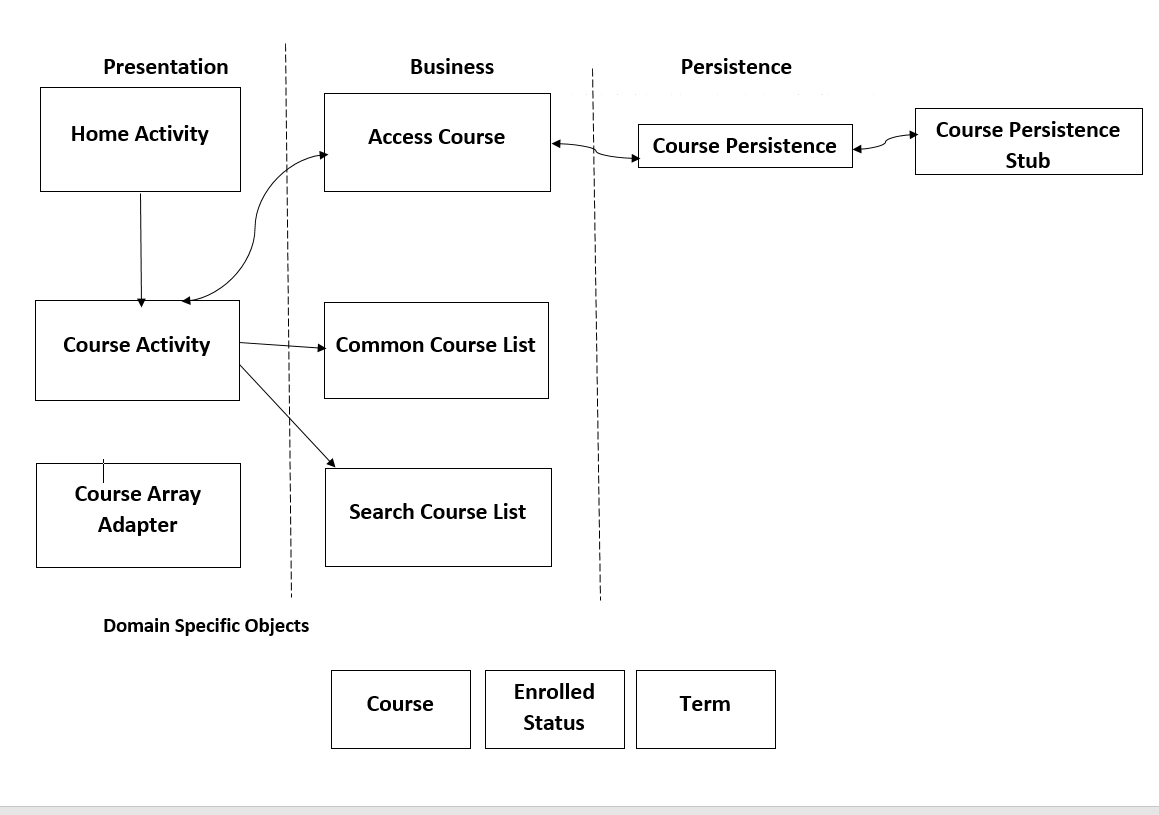 Presentation
Business
Persistence
Home Activity
Access Course
Course Persistence
Course Persistence
Stub
Course Activity
Common Course List
Course Array
Adapter
Search Course List
Domain Specific Objects
Course
Enrolled
Status
Term